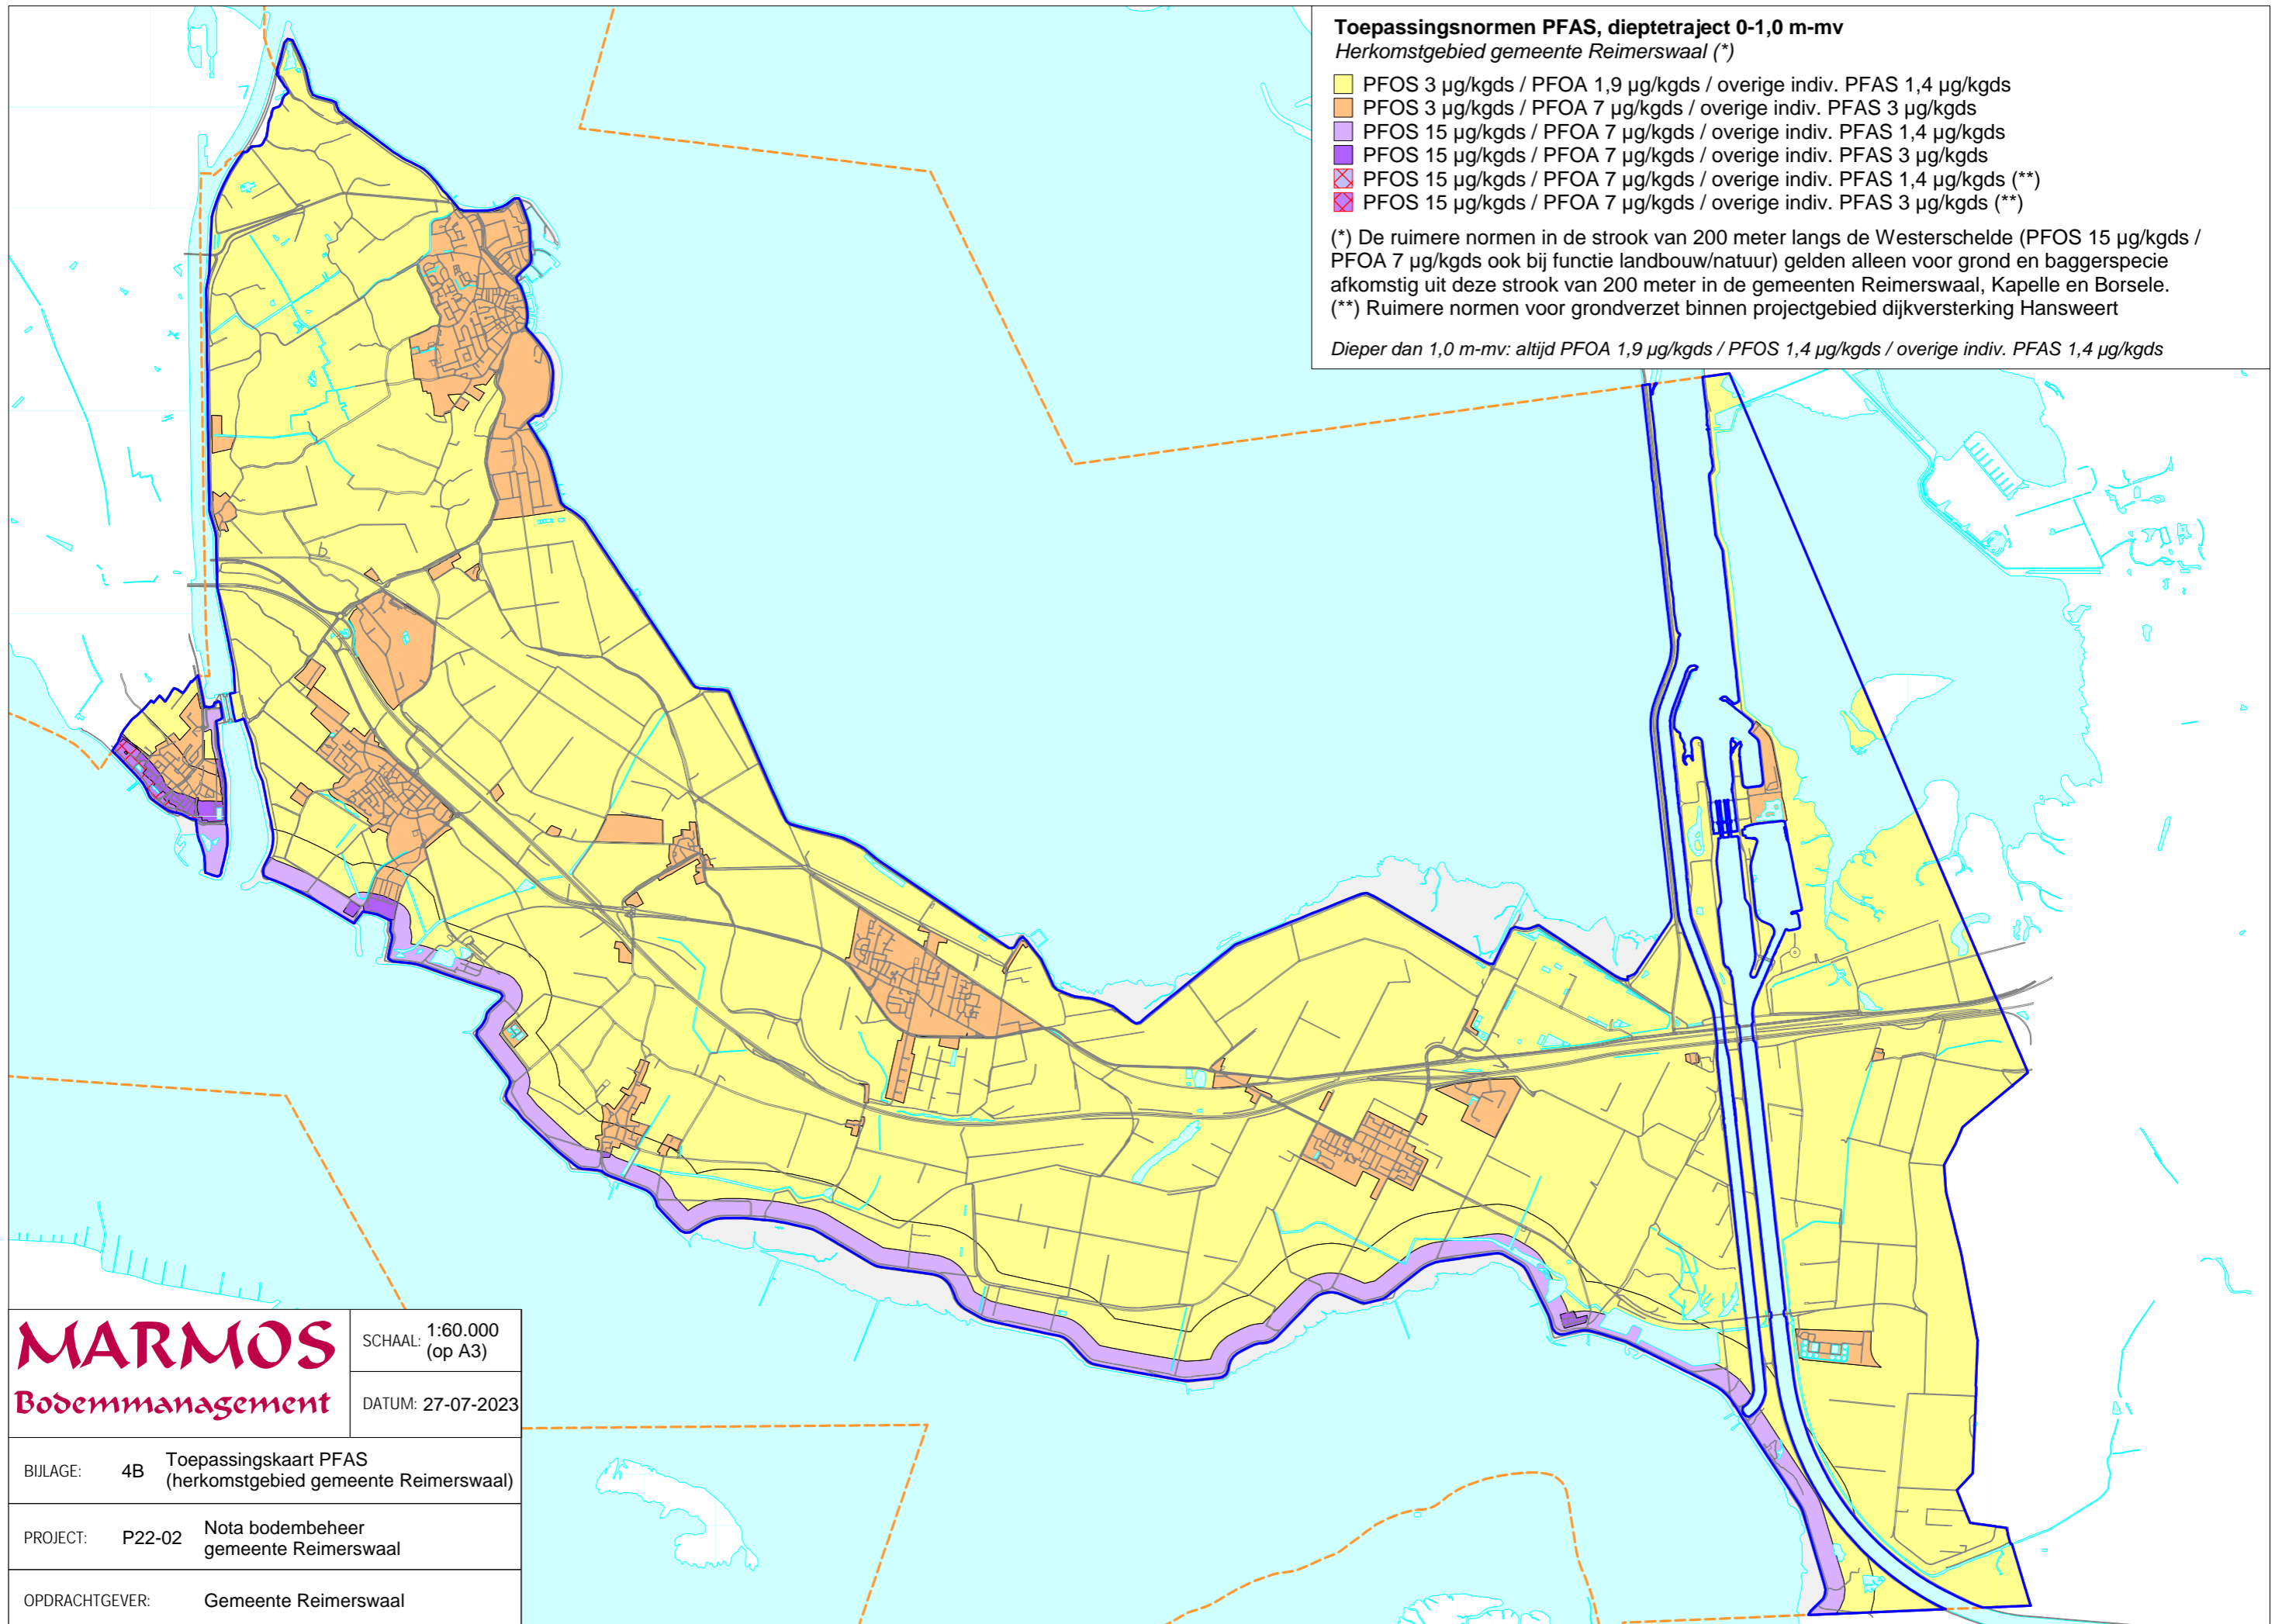 Toepassingsnormen PFAS, dieptetraject 0-1,0 m-mv
Herkomstgebied gemeente Reimerswaal (*)
PFOS 3 µg/kgds / PFOA 1,9 µg/kgds / overige indiv. PFAS 1,4 µg/kgds
PFOS 3 µg/kgds / PFOA 7 µg/kgds / overige indiv. PFAS 3 µg/kgds
PFOS 15 µg/kgds / PFOA 7 µg/kgds / overige indiv. PFAS 1,4 µg/kgds
PFOS 15 µg/kgds / PFOA 7 µg/kgds / overige indiv. PFAS 3 µg/kgds
PFOS 15 µg/kgds / PFOA 7 µg/kgds / overige indiv. PFAS 1,4 µg/kgds (**)
PFOS 15 µg/kgds / PFOA 7 µg/kgds / overige indiv. PFAS 3 µg/kgds (**)
(*) De ruimere normen in de strook van 200 meter langs de Westerschelde (PFOS 15 µg/kgds /
PFOA 7 µg/kgds ook bij functie landbouw/natuur) gelden alleen voor grond en baggerspecie
afkomstig uit deze strook van 200 meter in de gemeenten Reimerswaal, Kapelle en Borsele.
(**) Ruimere normen voor grondverzet binnen projectgebied dijkversterking Hansweert
Dieper dan 1,0 m-mv: altijd PFOA 1,9 µg/kgds / PFOS 1,4 µg/kgds / overige indiv. PFAS 1,4 µg/kgds
MARMOS
Bodemmanagement
SCHAAL: 1:60.000
(op A3)
DATUM: 27-07-2023
BIJLAGE: 4B Toepassingskaart PFAS
(herkomstgebied gemeente Reimerswaal)
PROJECT: P22-02 Nota bodembeheer
gemeente Reimerswaal
OPDRACHTGEVER: Gemeente Reimerswaal